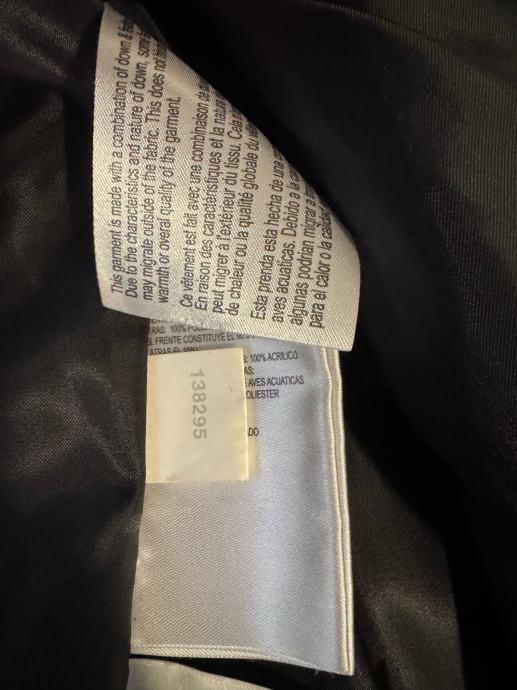 This garment is made with a combination of down &
Due to the characteristics and nature of down, some
may migrate outside of the fabric. This does not
warmth or overal quality of the garment.
Ce vêtement est fait avec une combinaison de
En raison des caractéristiques et la nature
peut migrer à l'extérieur du tissu. Cela
de chaleur ou la qualité globale du
Esta prenda esta hecha de una
aves acuaticas. Debido a la
algunas podrian migrar a
para el calor o la
100%
EL FRENTE CONSTITUYE EL
ATRAS EL
100% ACRILICO
AS:
AVES ACUATICAS
OLIESTER
DO
138295